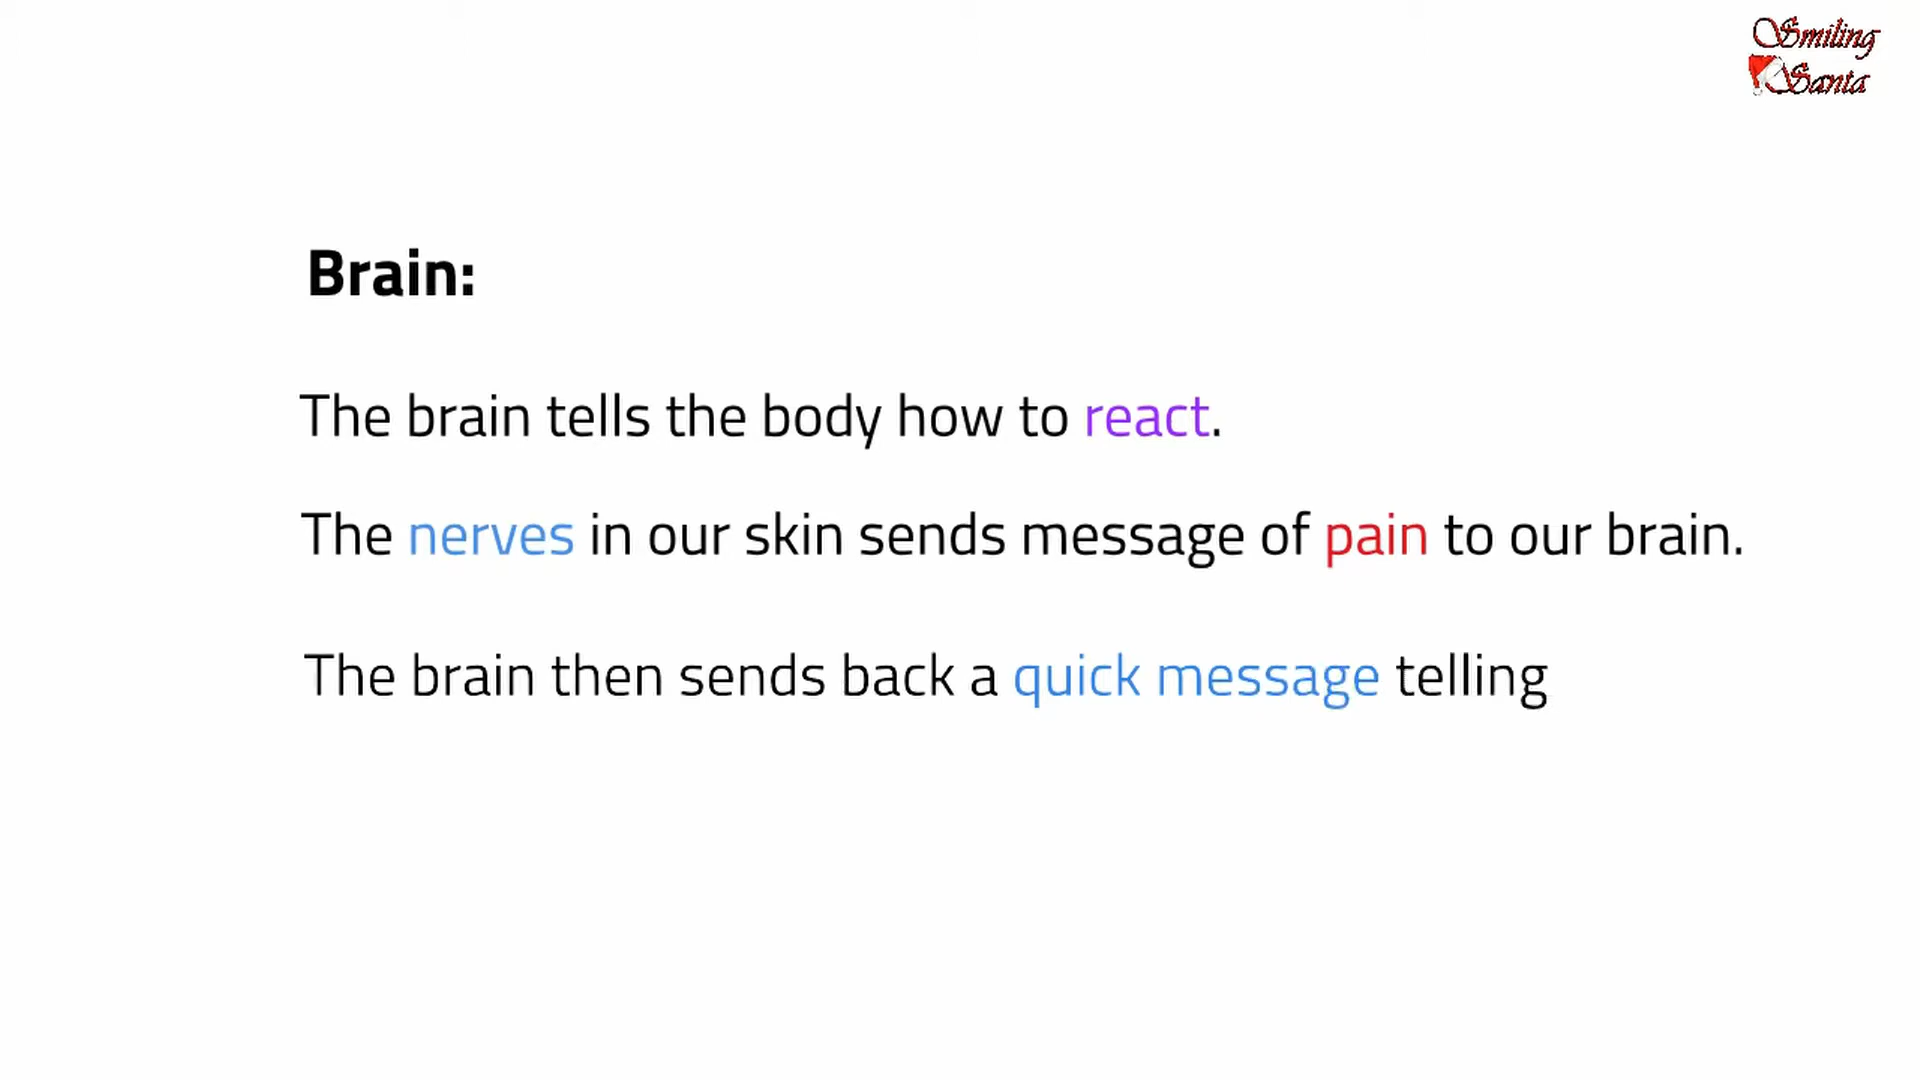 Smiling
Santa
Brain:
The brain tells the body how to react.
The nerves in our skin sends message of pain to our brain.
The brain then sends back a quick message telling